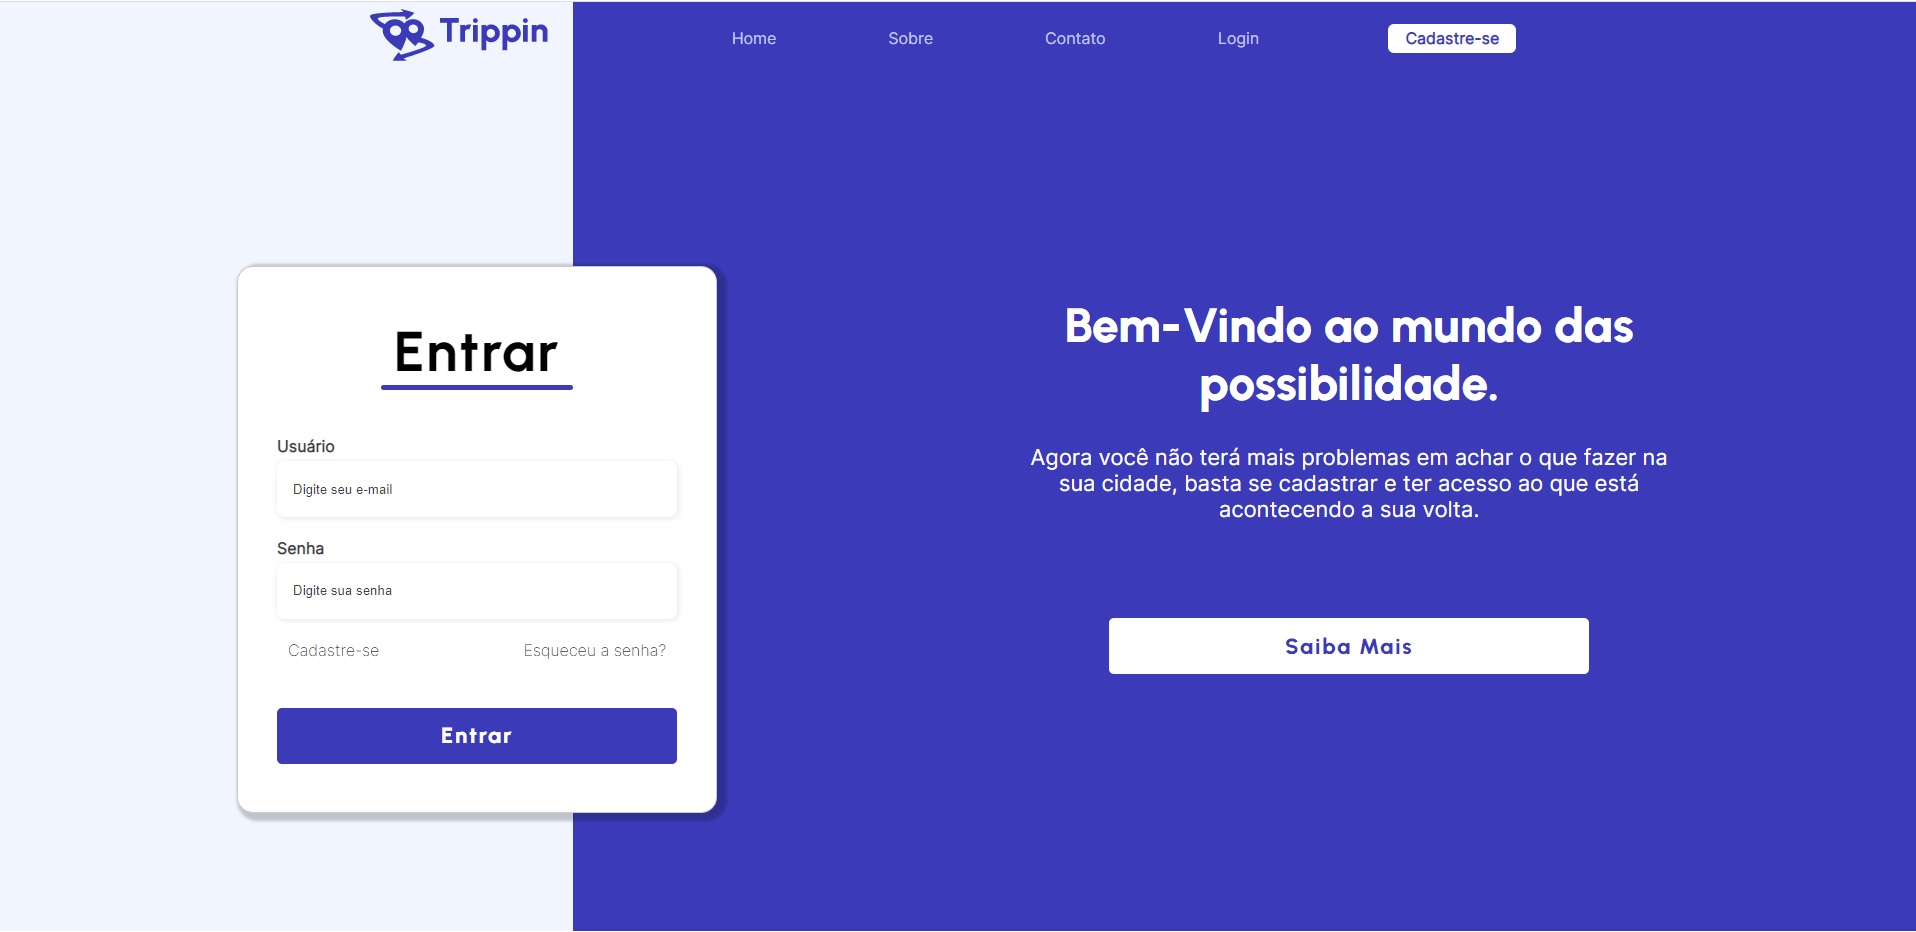 Trippin
Home Sobre Contato Login Cadastre-se
Entrar
Usuário
Digite seu e-mail
Senha
Digite sua senha
Cadastre-se Esqueceu a senha?
Entrar
Bem-Vindo ao mundo das
possibilidade.
Agora você não terá mais problemas em achar o que fazer na
sua cidade, basta se cadastrar e ter acesso ao que está
acontecendo a sua volta.
Saiba Mais